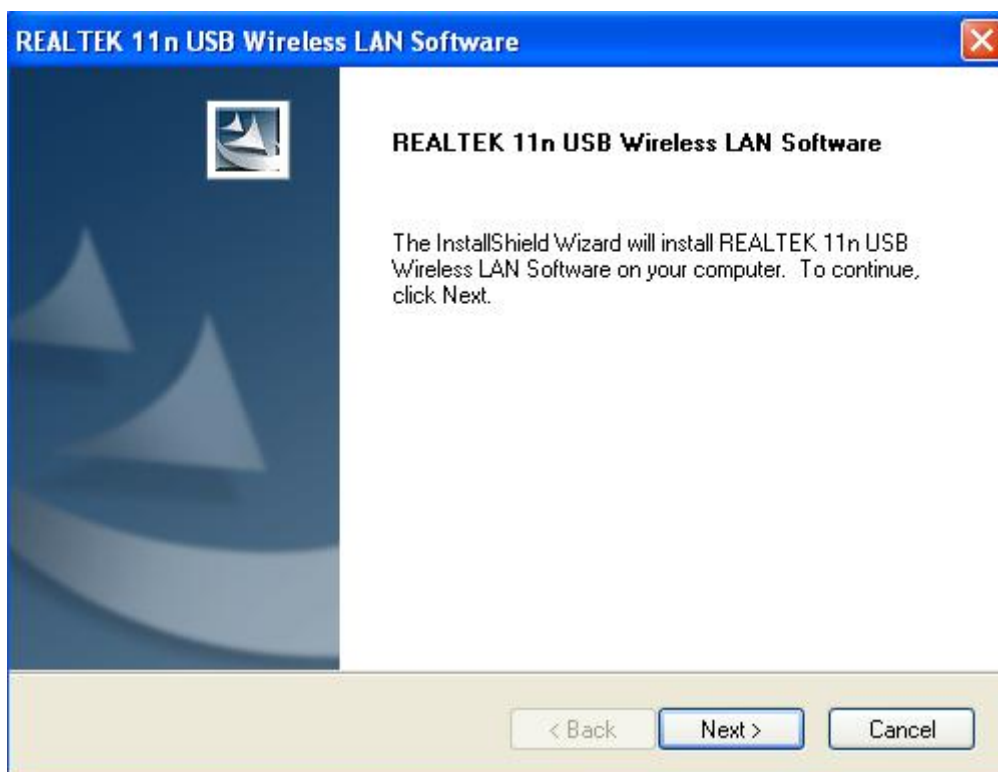 REALTEK 11n USB Wireless LAN Software
REALTEK 11n USB Wireless LAN Software
The InstallShield Wizard will install REALTEK 11n USB
Wireless LAN Software on your computer.  To continue,
click Next.
< Back
Next >
Cancel